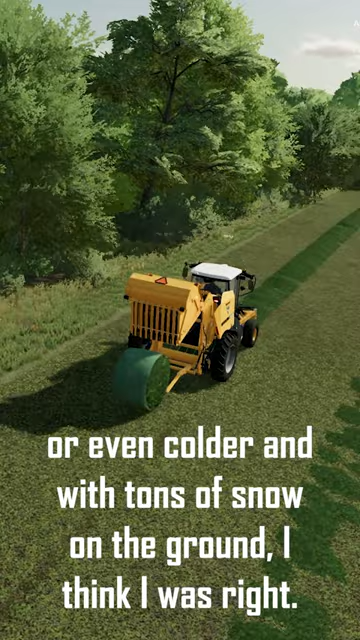 or even colder and
with tons of snow
on the ground, I
think I was right.